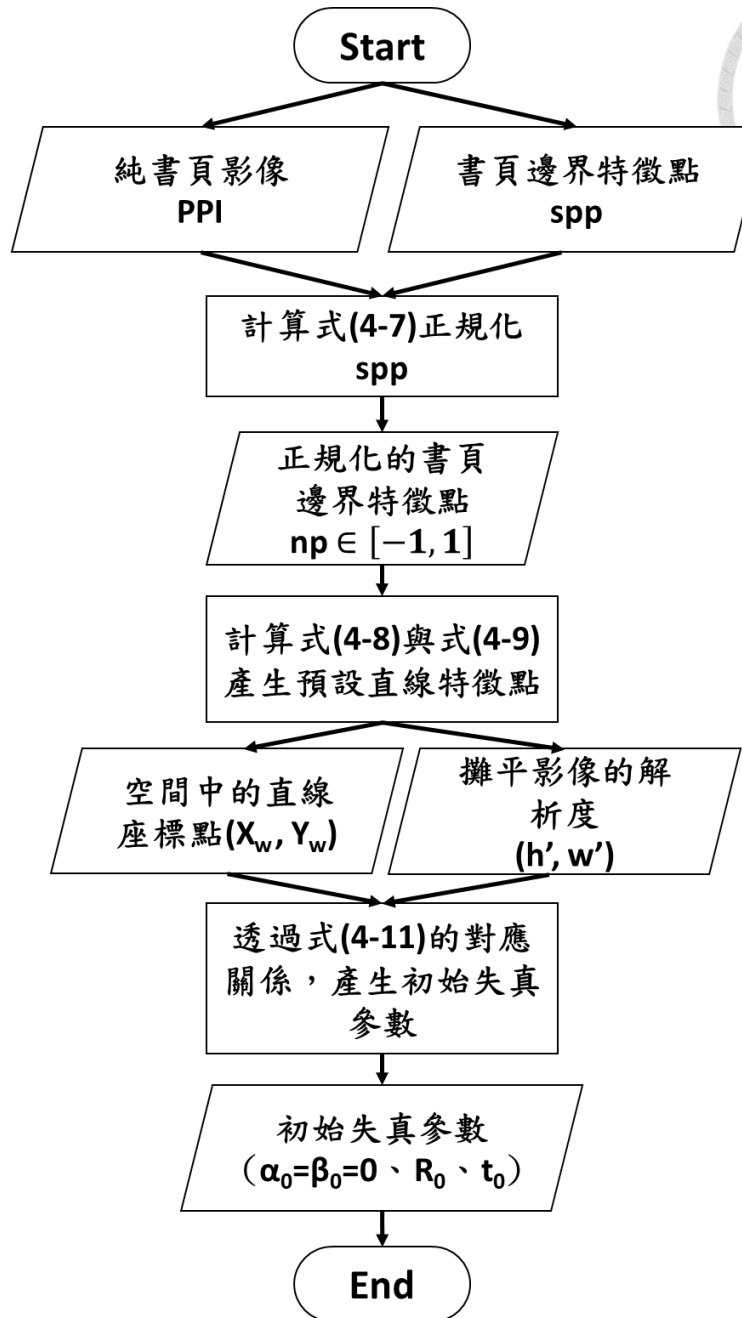 Start
純書頁影像
PPI
書頁邊界特徵點
spp
計算式(4-7)正規化
spp
正規化的書頁
邊界特徵點
np ∈ [−1, 1]
計算式(4-8)與式(4-9)
產生預設直線特徵點
空間中的直線
座標點(Xw, Yw)
攤平影像的解
析度
(h’, w’)
透過式(4-11)的對應
關係，產生初始失真
參數
初始失真參數
（α0=β0=0、R0、t0）
End